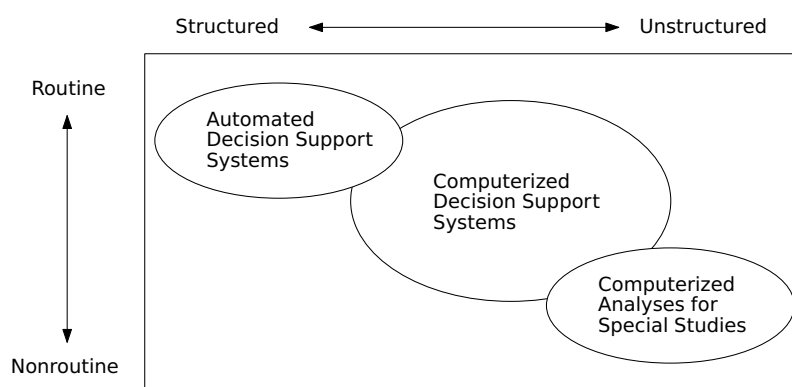 Structured
Unstructured
Routine
Automated
Decision Support
Systems
Computerized
Decision Support
Systems
Computerized
Analyses for
Special Studies
Nonroutine